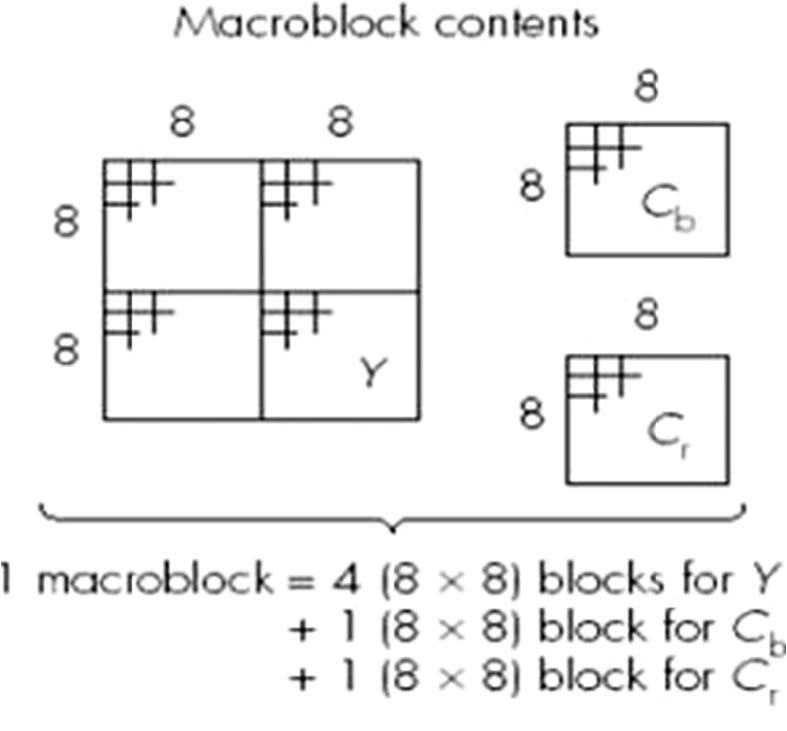 Macroblock contents
8 8
8
8
Y
8
8
C_b
8
8
C_r
1 macroblock = 4 (8 × 8) blocks for Y
+ 1 (8 × 8) block for C_b
+ 1 (8 × 8) block for C_r